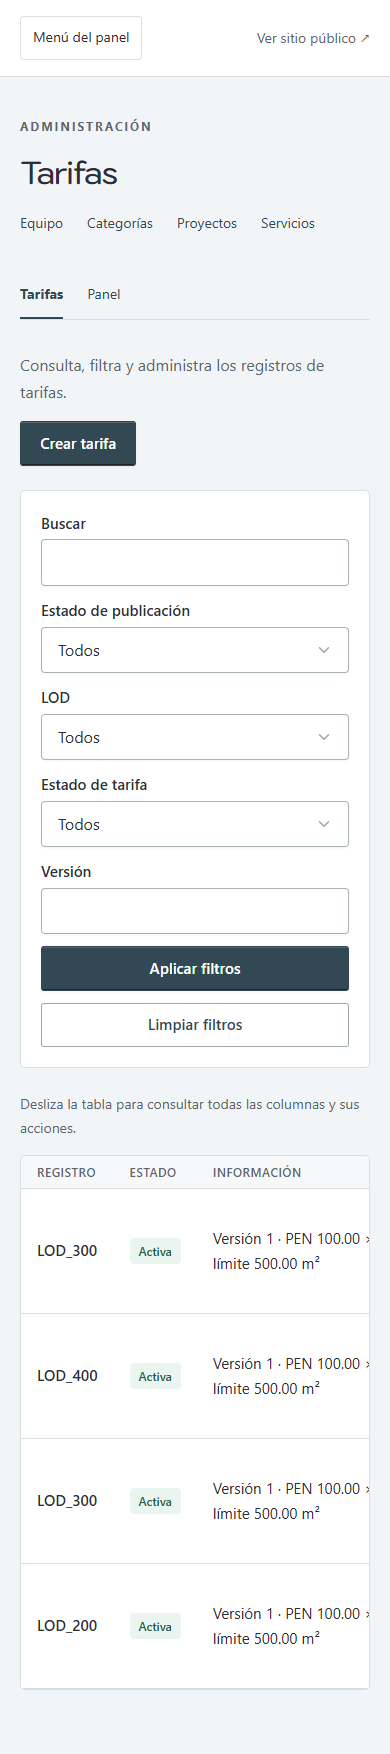 Menú del panel
Ver sitio público ↗
ADMINISTRACIÓN
Tarifas
Equipo Categorías Proyectos Servicios
Tarifas Panel
Consulta, filtra y administra los registros de
tarifas.
Crear tarifa
Buscar
Estado de publicación
Todos
LOD
Todos
Estado de tarifa
Todos
Versión
Aplicar filtros
Limpiar filtros
Desliza la tabla para consultar todas las columnas y sus
acciones.
REGISTRO ESTADO INFORMACIÓN
LOD_300 Activa Versión 1 · PEN 100.00
límite 500.00 m²
LOD_400 Activa Versión 1 · PEN 100.00
límite 500.00 m²
LOD_300 Activa Versión 1 · PEN 100.00
límite 500.00 m²
LOD_200 Activa Versión 1 · PEN 100.00
límite 500.00 m²